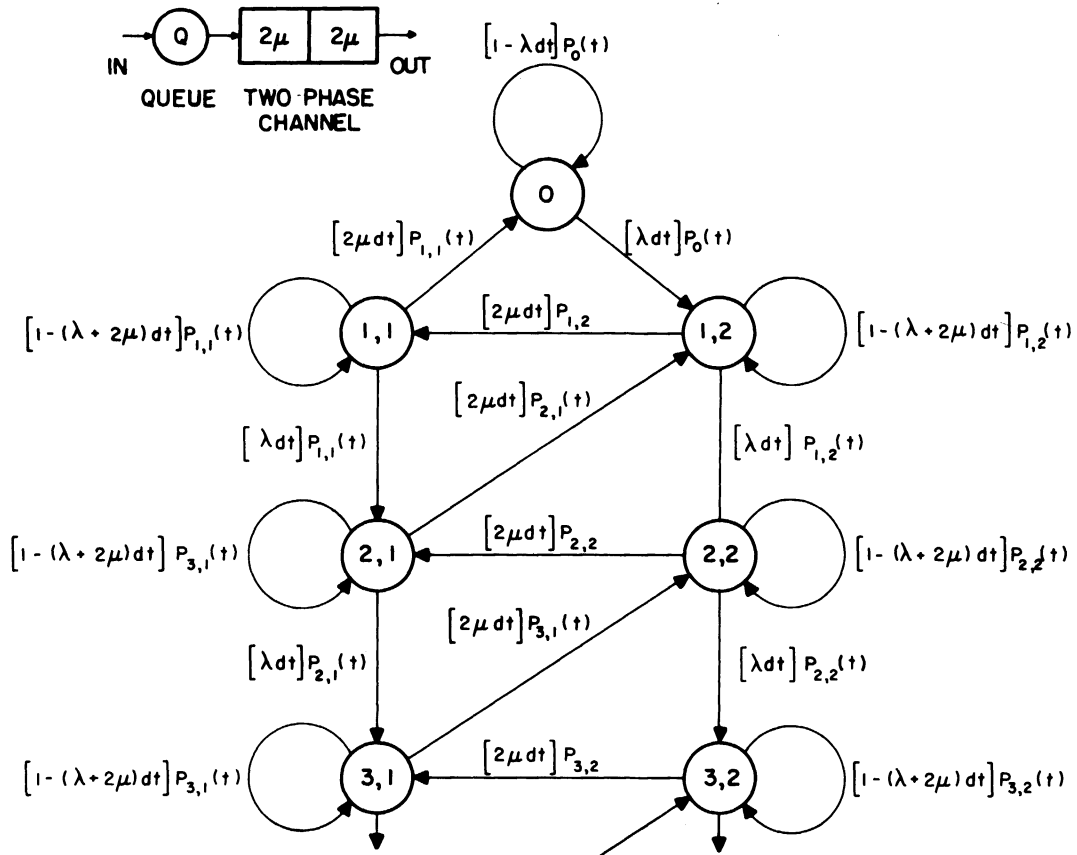 Q
2μ 2μ
IN
OUT
QUEUE TWO-PHASE
CHANNEL
[1-λdt]P₀(t)
0
[2μdt]P₁,₁(t)
[λdt]P₀(t)
[1-(λ+2μ)dt]P₁,₁(t)
1,1
[2μdt]P₁,₂
1,2
[1-(λ+2μ)dt]P₁,₂(t)
[2μdt]P₂,₁(t)
[λdt]P₁,₁(t)
[λdt] P₁,₂(t)
[1-(λ+2μ)dt] P₃,₁(t)
2,1
[2μdt]P₂,₂
2,2
[1-(λ+2μ)dt]P₂,₂(t)
[2μdt]P₃,₁(t)
[λdt]P₂,₁(t)
[λdt] P₂,₂(t)
[1-(λ+2μ)dt]P₃,₁(t)
3,1
[2μdt]P₃,₂
3,2
[1-(λ+2μ)dt]P₃,₂(t)